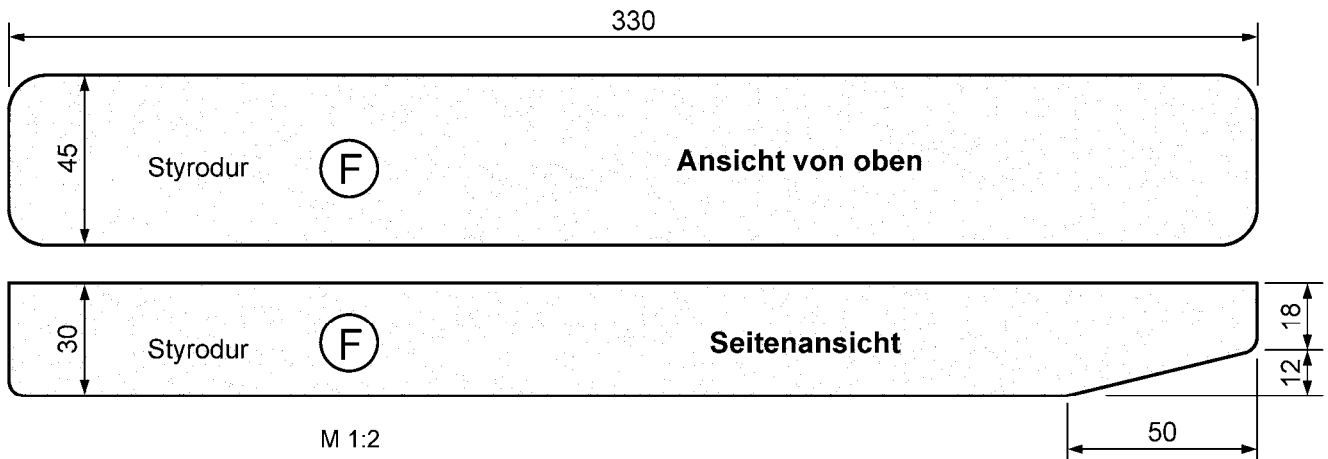 330
45
Styrodur
F
Ansicht von oben
30
Styrodur
F
Seitenansicht
18
12
M 1:2
50